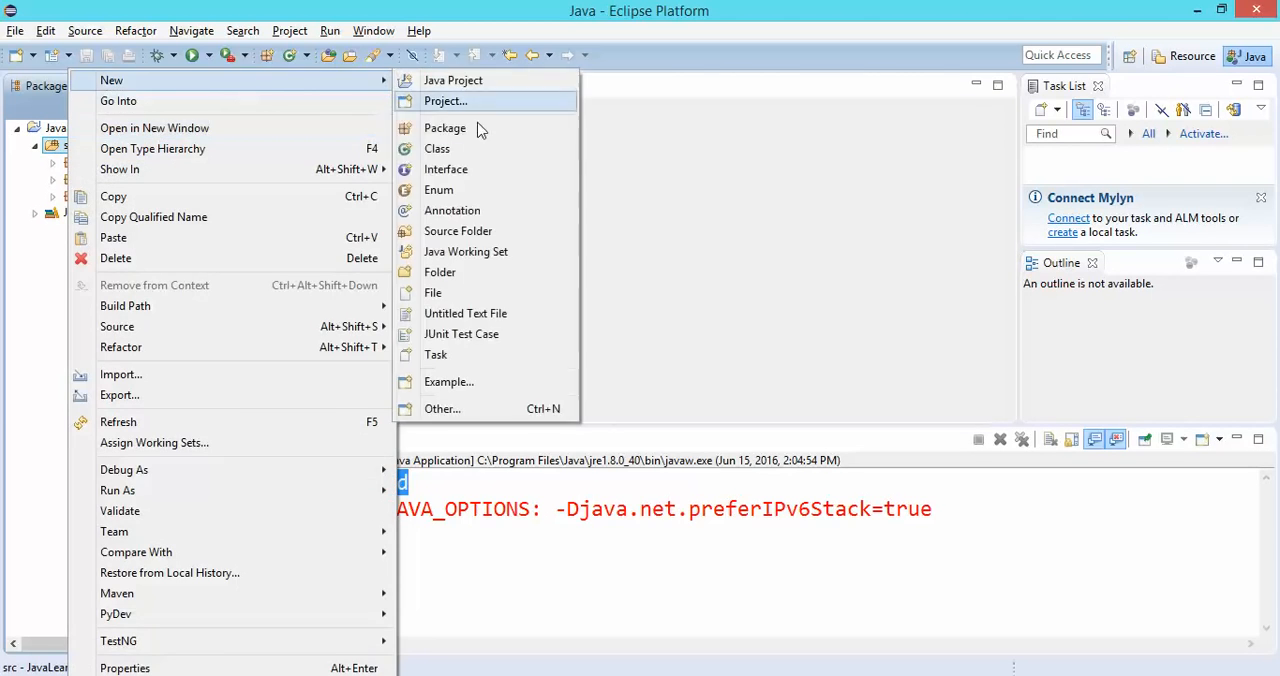 Java - Eclipse Platform
File Edit Source Refactor Navigate Search Project Run Window Help
Quick Access
Resource
Java
Package
Java
New
Go Into
Open in New Window
Open Type Hierarchy F4
Show In Alt+Shift+W
Copy Ctrl+C
Copy Qualified Name
Paste Ctrl+V
Delete Delete
Remove from Context Ctrl+Alt+Shift+Down
Build Path
Source Alt+Shift+S
Refactor Alt+Shift+T
Import...
Export...
Refresh F5
Assign Working Sets...
Debug As
Run As
Validate
Team
Compare With
Restore from Local History...
Maven
PyDev
TestNG
Properties Alt+Enter
Java Project
Project...
Package
Class
Interface
Enum
Annotation
Source Folder
Java Working Set
Folder
File
Untitled Text File
JUnit Test Case
Task
Example...
Other... Ctrl+N
Task List
Find
All
Activate...
Connect Mylyn
Connect to your task and ALM tools or
create a local task.
Outline
An outline is not available.
va Application] C:\Program Files\Java\jre1.8.0_40\bin\javaw.exe (Jun 15, 2016, 2:04:54 PM)
d
AVA_OPTIONS: -Djava.net.preferIPv6Stack=true
src - JavaLear